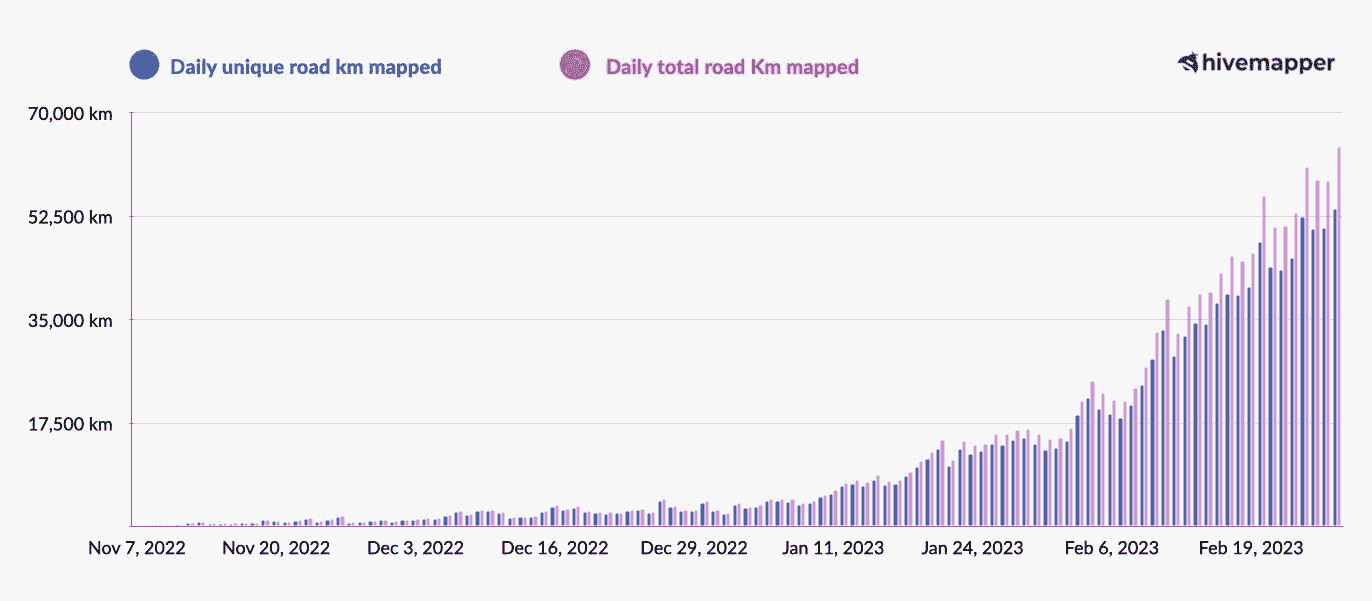 Daily unique road km mapped
Daily total road Km mapped
hivemapper
70,000 km
52,500 km
35,000 km
17,500 km
Nov 7, 2022
Nov 20, 2022
Dec 3, 2022
Dec 16, 2022
Dec 29, 2022
Jan 11, 2023
Jan 24, 2023
Feb 6, 2023
Feb 19, 2023